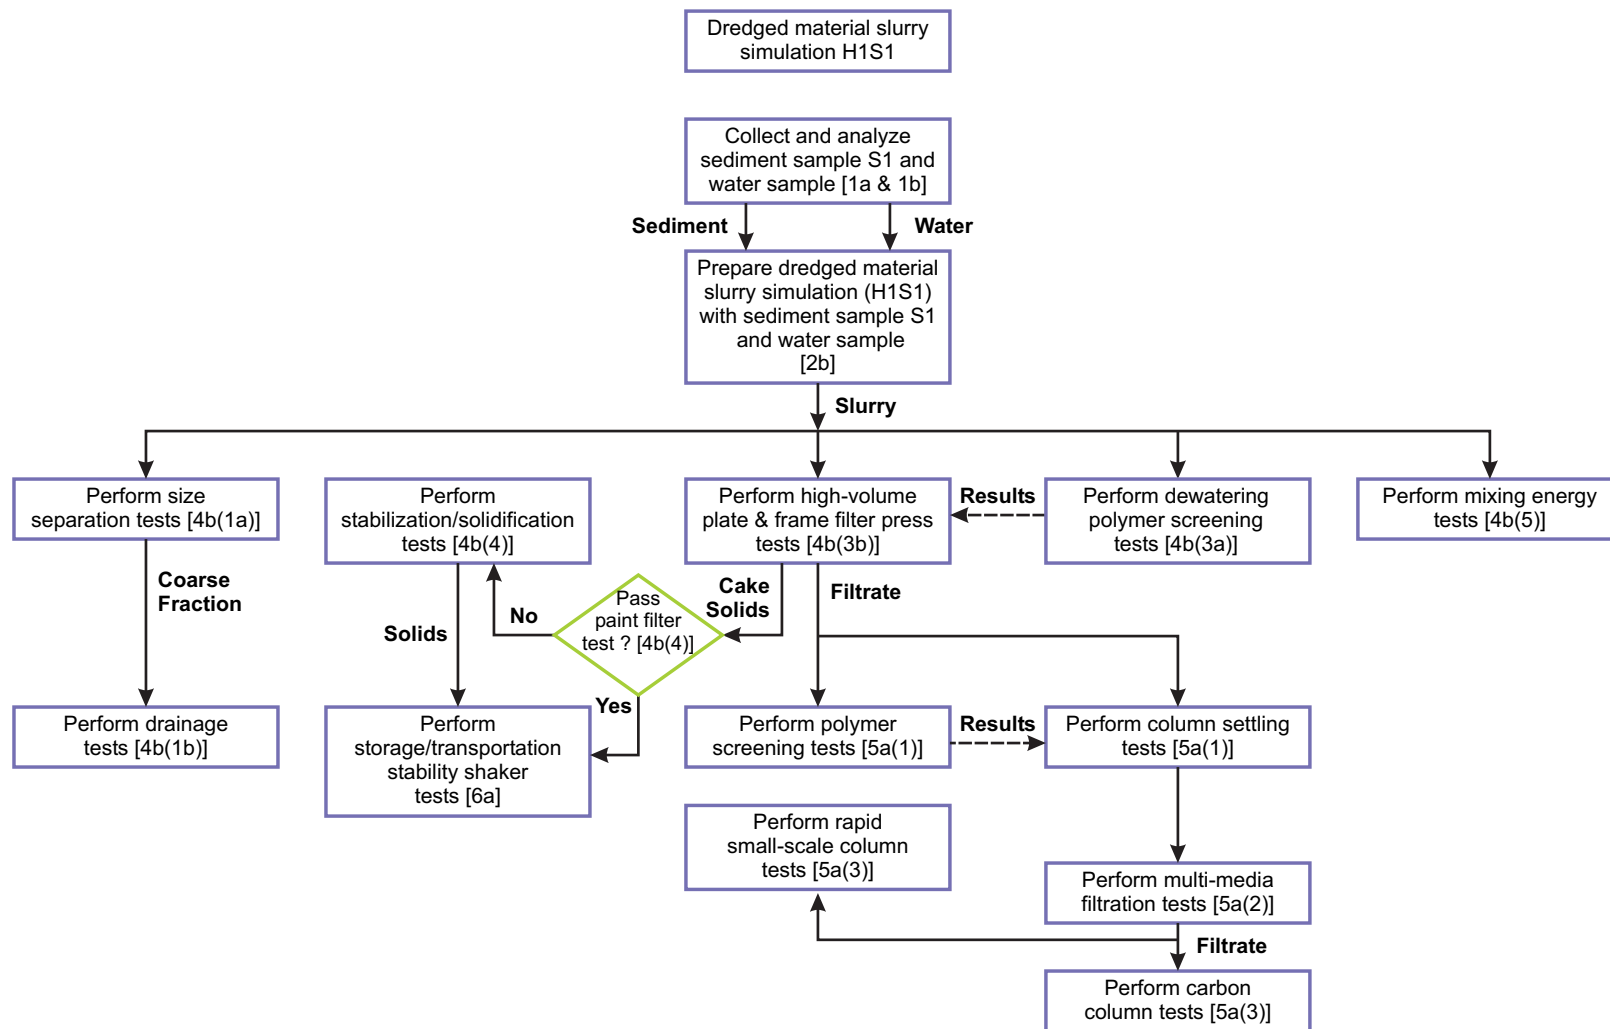 Dredged material slurry
simulation H1S1
Collect and analyze
sediment sample S1 and
water sample [1a & 1b]
Sediment
Water
Prepare dredged material
slurry simulation (H1S1)
with sediment sample S1
and water sample
[2b]
Slurry
Perform size
separation tests [4b(1a)]
Perform
stabilization/solidification
tests [4b(4)]
Perform high-volume
plate & frame filter press
tests [4b(3b)]
Results
Perform dewatering
polymer screening
tests [4b(3a)]
Perform mixing energy
tests [4b(5)]
Coarse
Fraction
Solids
No
Pass
paint filter
test ? [4b(4)]
Cake
Solids
Filtrate
Yes
Perform drainage
tests [4b(1b)]
Perform
storage/transportation
stability shaker
tests [6a]
Perform polymer
screening tests [5a(1)]
Results
Perform column settling
tests [5a(1)]
Perform rapid
small-scale column
tests [5a(3)]
Perform multi-media
filtration tests [5a(2)]
Filtrate
Perform carbon
column tests [5a(3)]